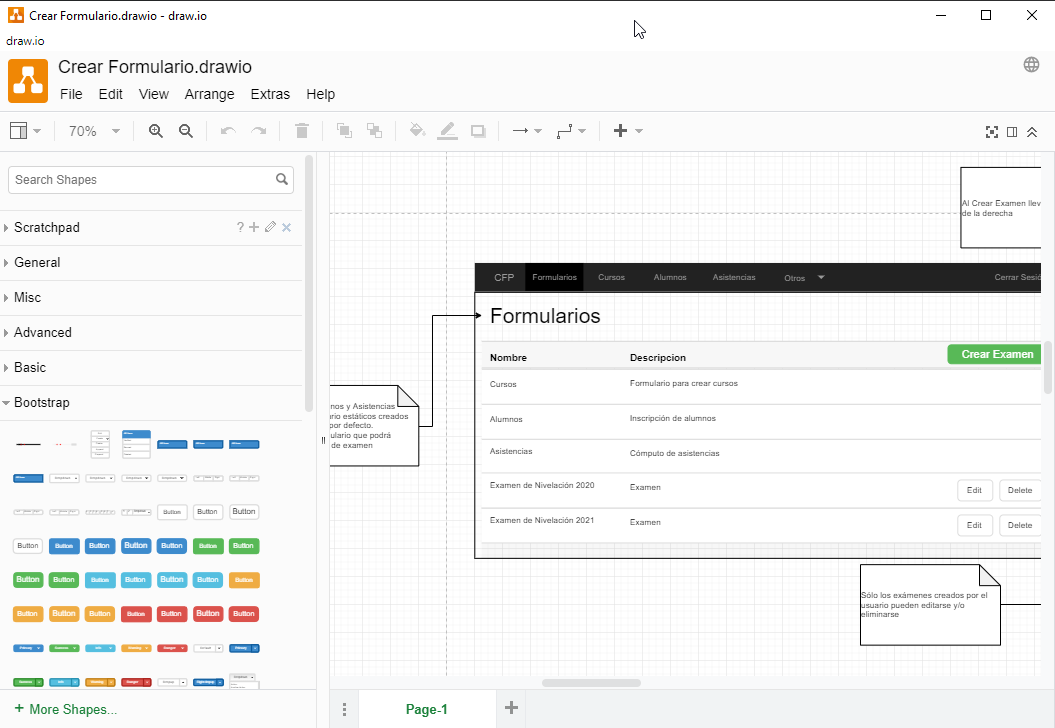 Crear Formulario.drawio - draw.io
draw.io
Crear Formulario.drawio
File Edit View Arrange Extras Help
70%
Search Shapes
Scratchpad
General
Misc
Advanced
Basic
Bootstrap
Button Button Button
Button Button Button Button Button Button Button
Button Button Button Button Button Button Button
Button Button Button Button Button Button Button
+ More Shapes...
Al Crear Examen llev
de la derecha
CFP Formularios Cursos Alumnos Asistencias Otros Cerrar Sesió
Formularios
Nombre Descripcion Crear Examen
Cursos Formulario para crear cursos
Alumnos Inscripción de alumnos
Asistencias Cómputo de asistencias
Examen de Nivelación 2020 Examen Edit Delete
Examen de Nivelación 2021 Examen Edit Delete
nos y Asistencias
rio estáticos creados
por defecto.
ulario que podrá
de examen
Sólo los exámenes creados por el
usuario pueden editarse y/o
eliminarse
Page-1